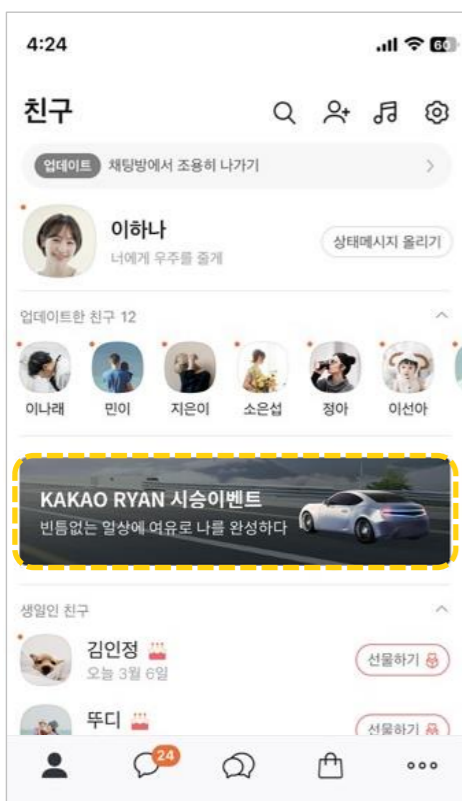 4:24
60
친구
업데이트 채팅방에서 조용히 나가기
이하나
상태메시지 올리기
너에게 우주를 줄게
업데이트한 친구 12
이나래 민이 지은이 소은섭 정아 이선아
KAKAO RYAN 시승이벤트
빈틈없는 일상에 여유로 나를 완성하다
생일인 친구
김인정
선물하기
오늘 3월 6일
뚜디
선물하기
24